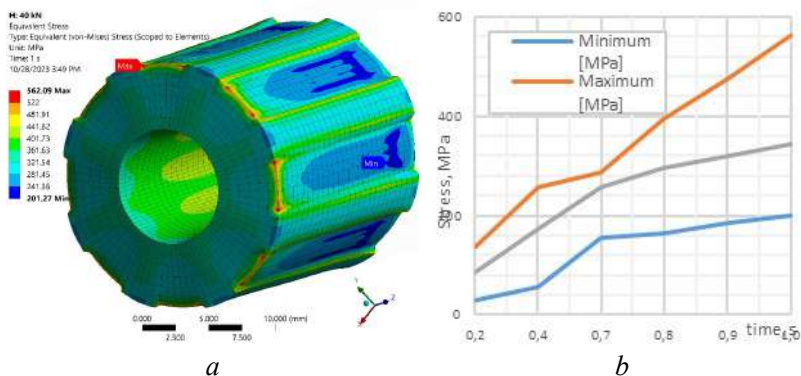 H: 40 kN
Equivalent Stress
Type: Equivalent (von-Mises) Stress (Scoped to Elements)
Unit: MPa
Time: 1 s
10/28/2023 3:49 PM
562.09 Max
522
481.91
441.82
401.73
361.63
321.54
281.45
241.36
201.27 Min
Max
Min
Y
Z
X
0.000
5.000
10.000 (mm)
2.500
7.500
a
600
400
200
0
Stress, MPa
Minimum
[MPa]
Maximum
[MPa]
0,2
0,4
0,7
0,8
0,9
1,0
time, s
b